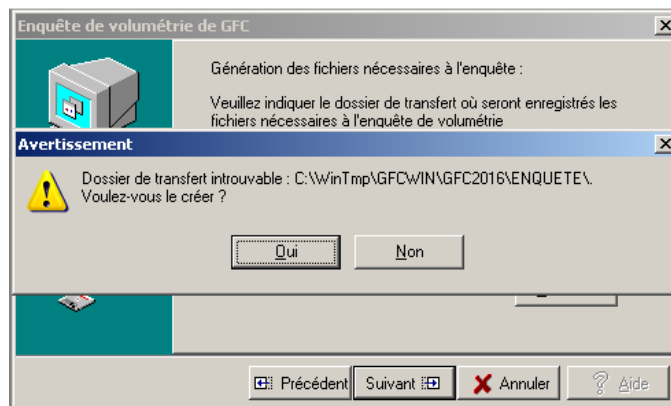 Enquête de volumétrie de GFC
Génération des fichiers nécessaires à l'enquête :
Veuillez indiquer le dossier de transfert où seront enregistrés les
fichiers nécessaires à l'enquête de volumétrie
Avertissement
Dossier de transfert introuvable : C:\WinTmp\GFCWIN\GFC2016\ENQUETE\.
Voulez-vous le créer ?
Oui Non
Précédent Suivant Annuler Aide